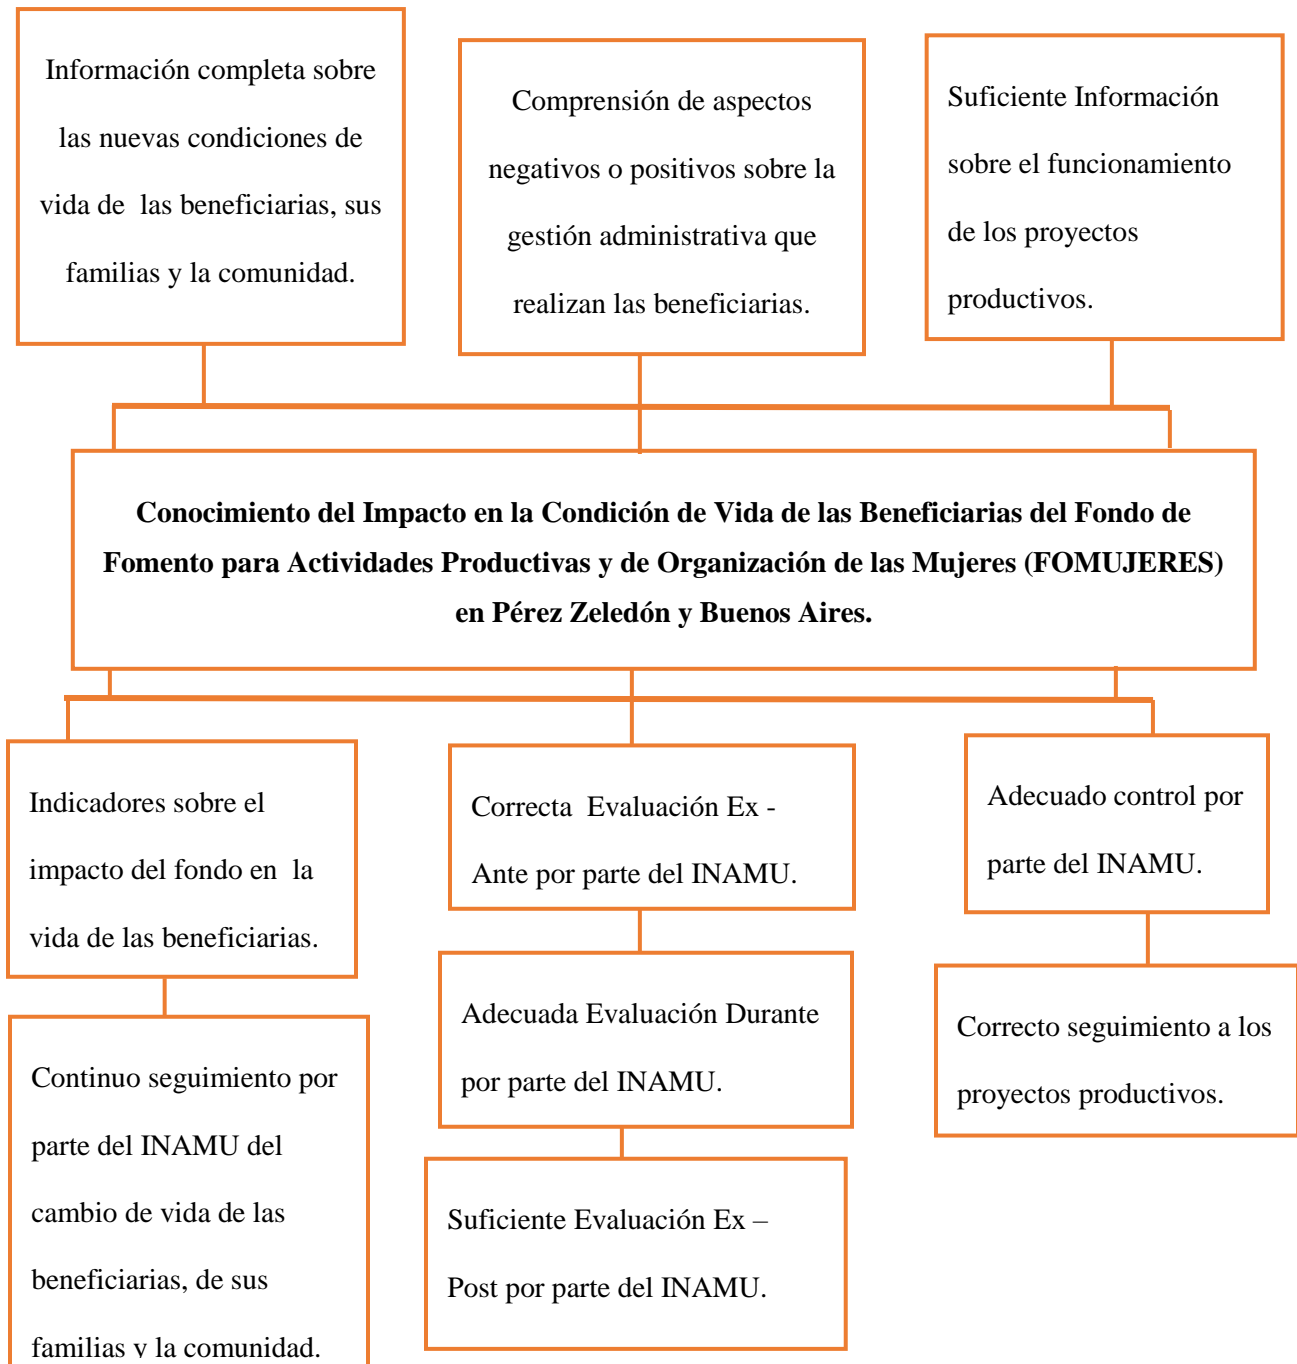 Información completa sobre
las nuevas condiciones de
vida de las beneficiarias, sus
familias y la comunidad.
Comprensión de aspectos
negativos o positivos sobre la
gestión administrativa que
realizan las beneficiarias.
Suficiente Información
sobre el funcionamiento
de los proyectos
productivos.
Conocimiento del Impacto en la Condición de Vida de las Beneficiarias del Fondo de
Fomento para Actividades Productivas y de Organización de las Mujeres (FOMUJERES)
en Pérez Zeledón y Buenos Aires.
Indicadores sobre el
impacto del fondo en la
vida de las beneficiarias.
Continuo seguimiento por
parte del INAMU del
cambio de vida de las
beneficiarias, de sus
familias y la comunidad.
Correcta Evaluación Ex -
Ante por parte del INAMU.
Adecuada Evaluación Durante
por parte del INAMU.
Suficiente Evaluación Ex –
Post por parte del INAMU.
Adecuado control por
parte del INAMU.
Correcto seguimiento a los
proyectos productivos.